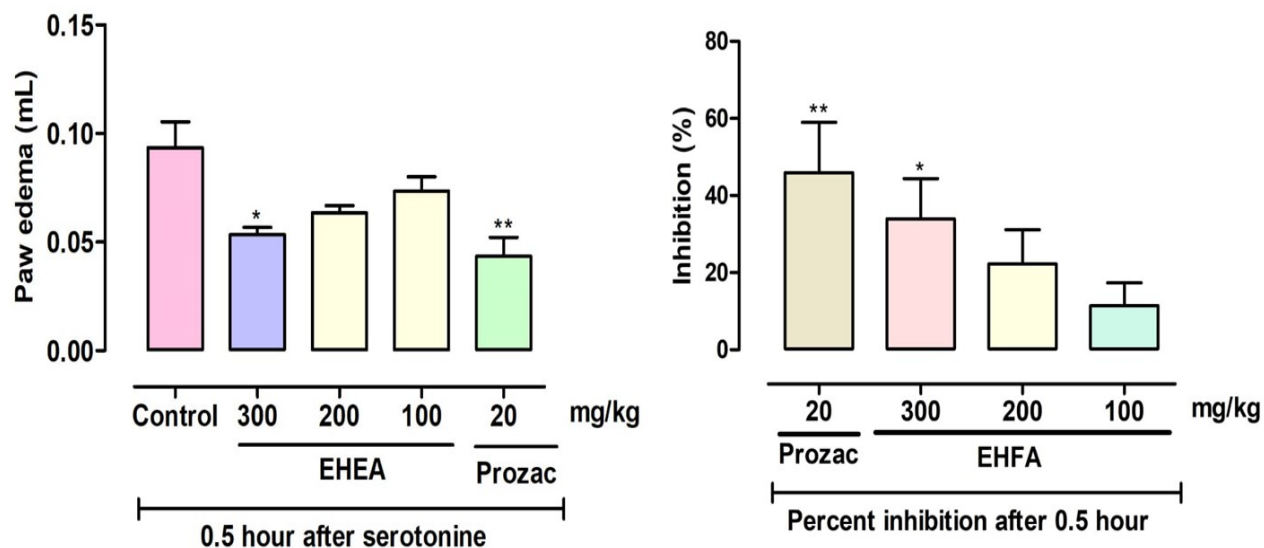 Paw edema (mL)
0.15
0.10
0.05
0.00
*
**
Control 300 200 100 20 mg/kg
EHEA
Prozac
0.5 hour after serotonine
Inhibition (%)
80
60
40
20
0
**
*
20 300 200 100 mg/kg
Prozac
EHFA
Percent inhibition after 0.5 hour